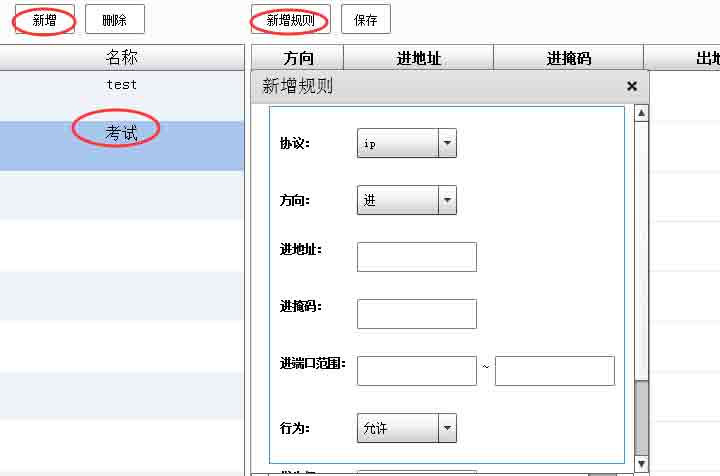 新增 删除 新增规则 保存
名称 方向 进地址 进掩码 出地
test
考试
新增规则
协议: ip
方向: 进
进地址:
进掩码:
进端口范围: ~
行为: 允许